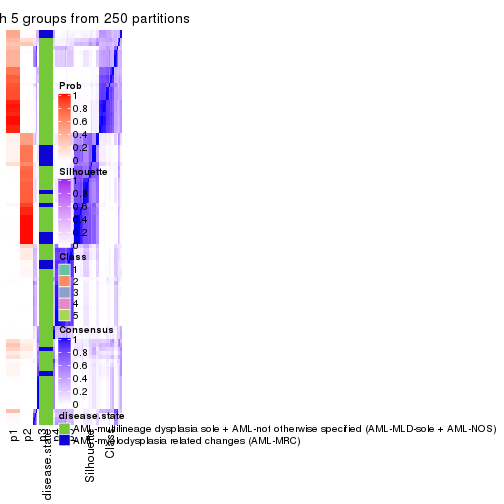 h 5 groups from 250 partitions
Prob
1
0.8
0.6
0.4
0.2
0
Silhouette
1
0.8
0.6
0.4
0.2
0
Class
1
2
3
4
5
Consensus
1
0.8
0.6
0.4
0.2
0
disease.state
AML-multilineage dysplasia sole + AML-not otherwise specified (AML-MLD-sole + AML-NOS)
AML-myelodysplasia related changes (AML-MRC)
p1
p2
p3
disease.state
p4
Silhouette
Class